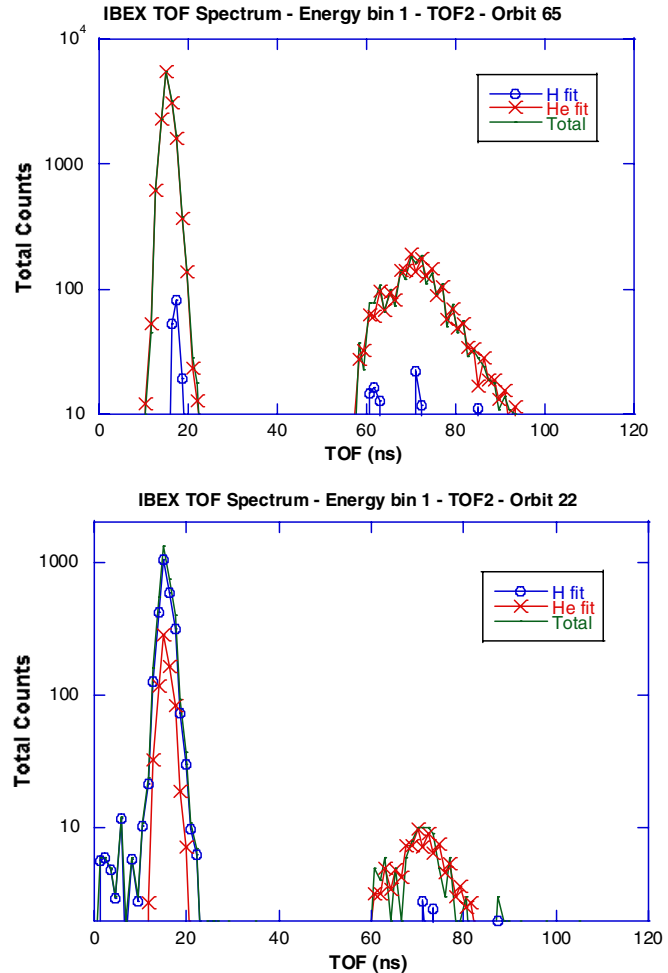 IBEX TOF Spectrum - Energy bin 1 - TOF2 - Orbit 65
10^4
1000
100
10
Total Counts
H fit
He fit
Total
0 20 40 60 80 100 120
TOF (ns)
IBEX TOF Spectrum - Energy bin 1 - TOF2 - Orbit 22
1000
100
10
Total Counts
H fit
He fit
Total
0 20 40 60 80 100 120
TOF (ns)